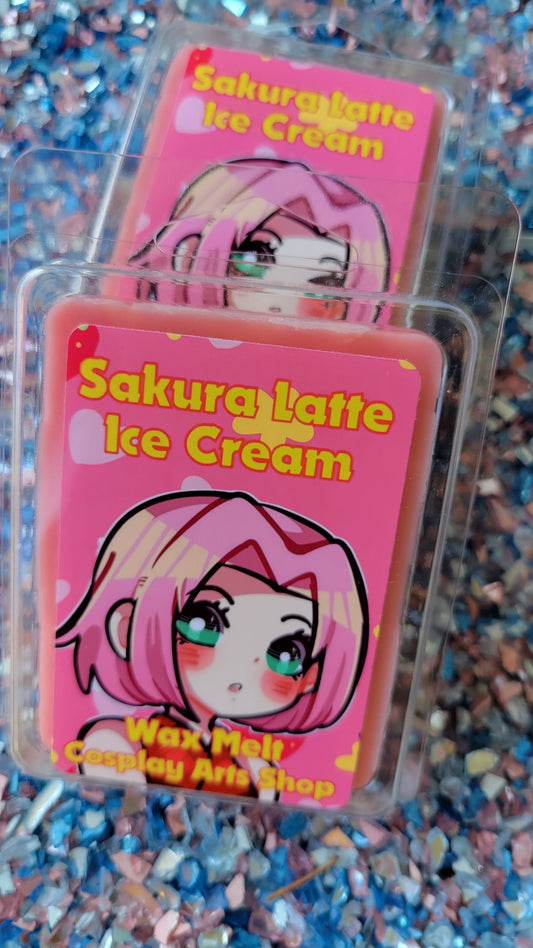 Sakura Latte
Ice Cream
Sakura Latte
Ice Cream
Wax Melt
Cosplay Arts Shop